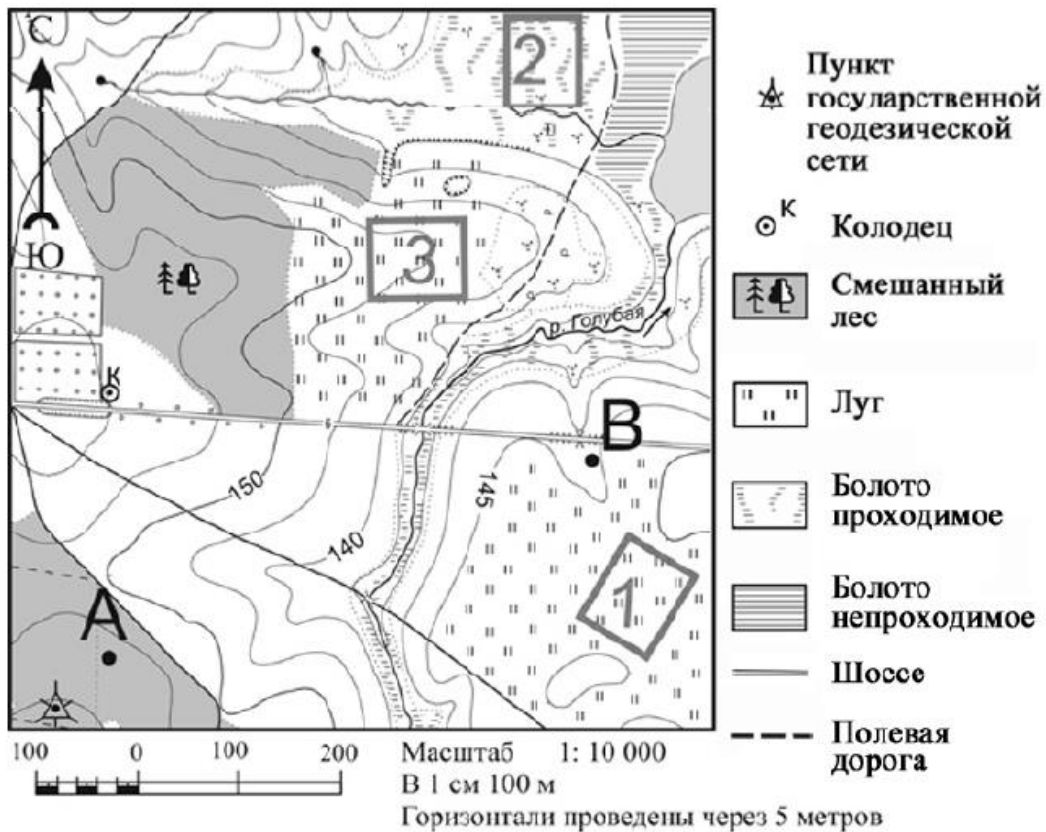 С
Ю
2
3
К
р. Голубая
6
В
150
145
140
1
А
Пункт
государственной
геодезической
сети
К
Колодец
Смешанный
лес
Луг
Болото
проходимое
Болото
непроходимое
Шоссе
Полевая
дорога
100 0 100 200
Масштаб 1: 10 000
В 1 см 100 м
Горизонтали проведены через 5 метров